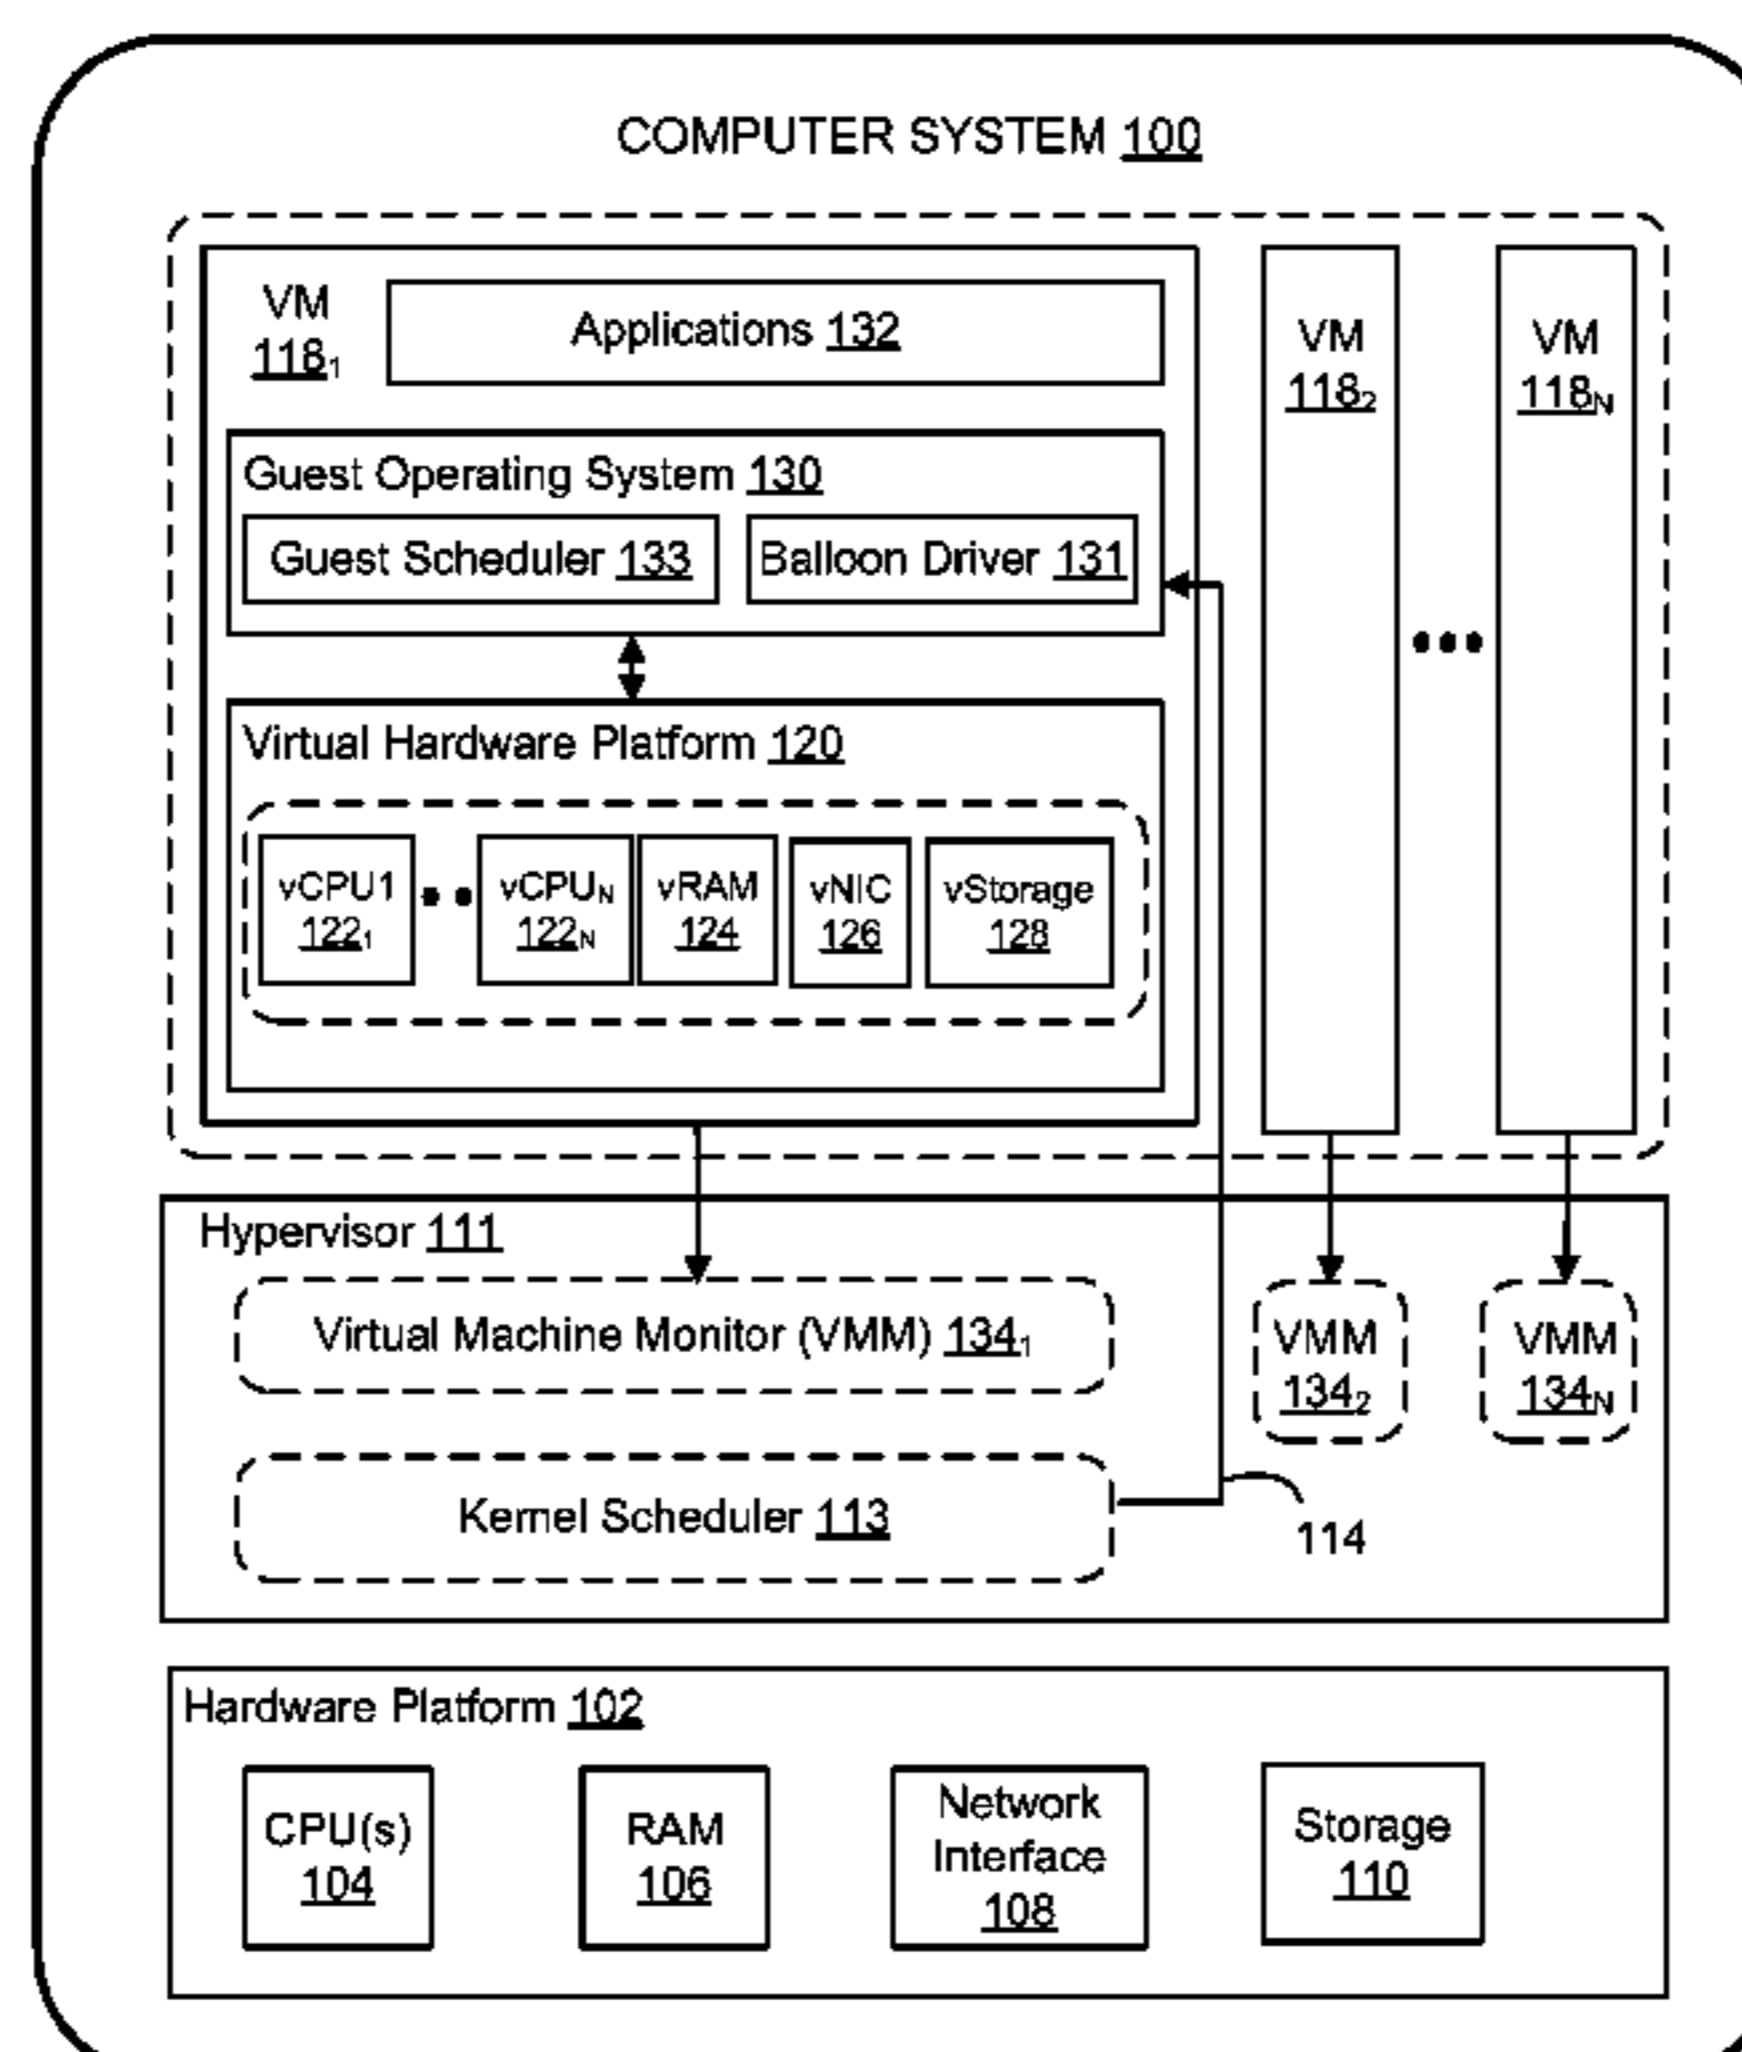 COMPUTER SYSTEM 100
VM
118₁
Applications 132
VM
118₂
VM
118N
Guest Operating System 130
Guest Scheduler 133
Balloon Driver 131
Virtual Hardware Platform 120
vCPU1
122₁
vCPUN
122N
vRAM
124
vNIC
126
vStorage
128
Hypervisor 111
Virtual Machine Monitor (VMM) 134₁
VMM
134₂
VMM
134N
Kernel Scheduler 113
114
Hardware Platform 102
CPU(s)
104
RAM
106
Network
Interface
108
Storage
110